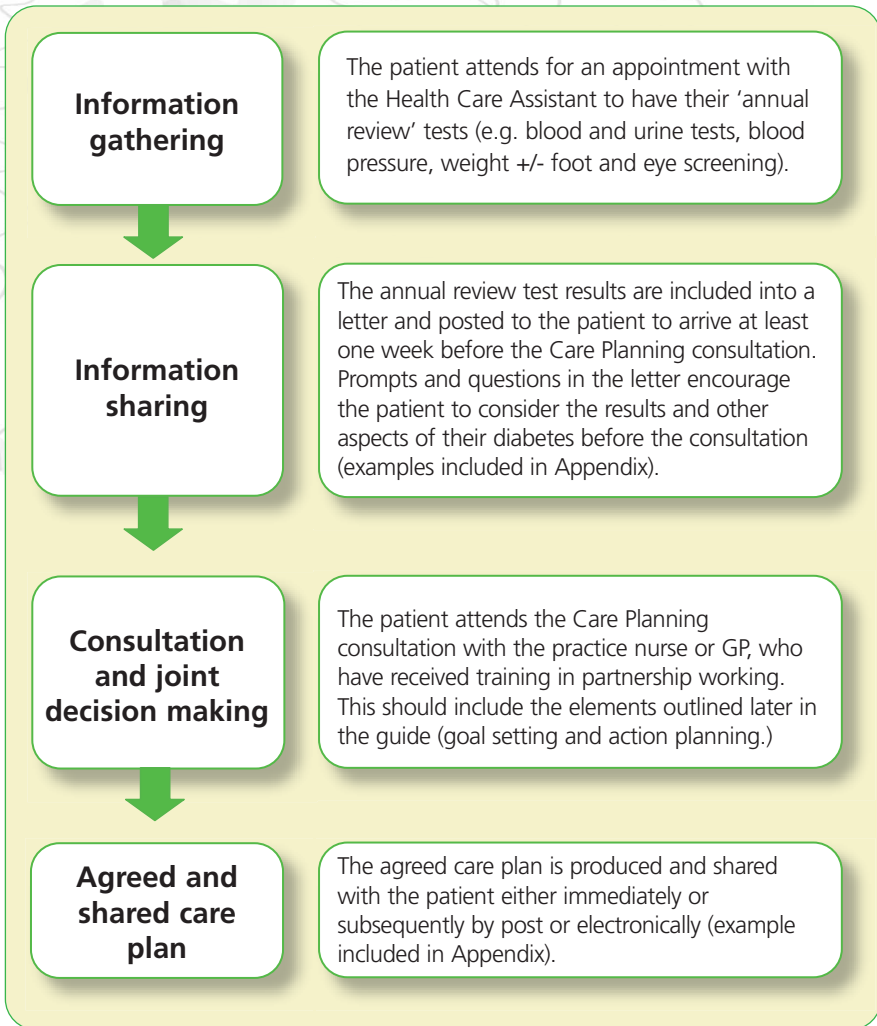 Information
gathering
The patient attends for an appointment with
the Health Care Assistant to have their ‘annual
review’ tests (e.g. blood and urine tests, blood
pressure, weight +/- foot and eye screening).
Information
sharing
The annual review test results are included into a
letter and posted to the patient to arrive at least
one week before the Care Planning consultation.
Prompts and questions in the letter encourage
the patient to consider the results and other
aspects of their diabetes before the consultation
(examples included in Appendix).
Consultation
and joint
decision making
The patient attends the Care Planning
consultation with the practice nurse or GP, who
have received training in partnership working.
This should include the elements outlined later in
the guide (goal setting and action planning.)
Agreed and
shared care
plan
The agreed care plan is produced and shared
with the patient either immediately or
subsequently by post or electronically (example
included in Appendix).